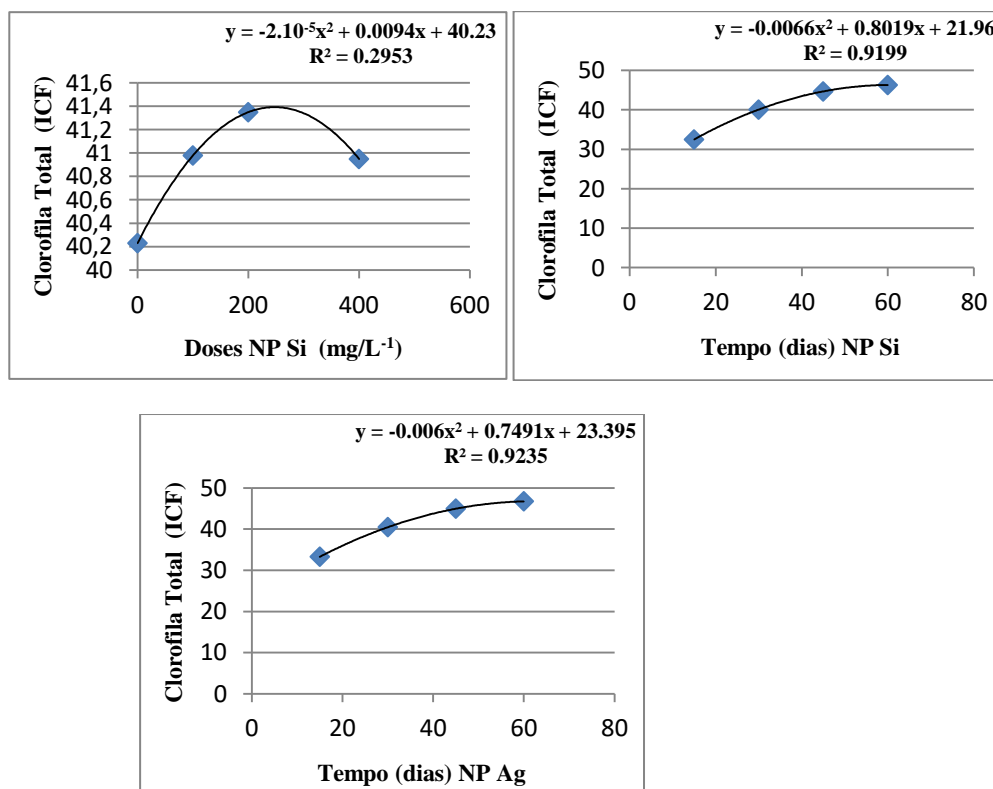 y = -2.10⁻⁵x² + 0.0094x + 40.23
R² = 0.2953
41,6
41,4
41,2
41
40,8
40,6
40,4
40,2
40
0
200
400
600
Clorofila Total (ICF)
Doses NP Si (mg/L⁻¹)
y = -0.0066x² + 0.8019x + 21.96
R² = 0.9199
50
40
30
20
10
0
0
20
40
60
80
Clorofila Total (ICF)
Tempo (dias) NP Si
y = -0.006x² + 0.7491x + 23.395
R² = 0.9235
50
40
30
20
10
0
0
20
40
60
80
Clorofila Total (ICF)
Tempo (dias) NP Ag